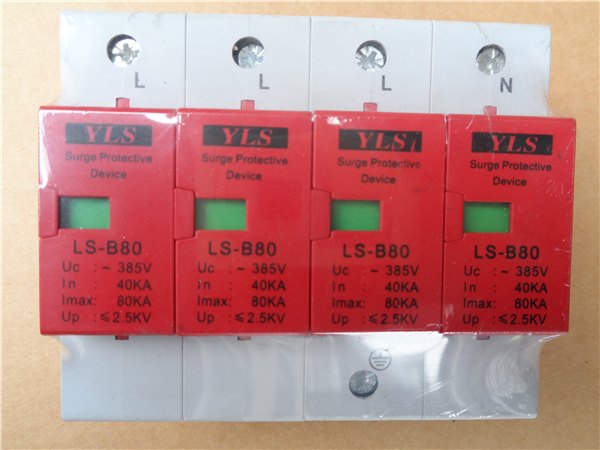 L L L N
YLS
Surge Protective
Device
LS-B80
Uc : ~ 385V
In : 40KA
Imax: 80KA
Up : ≤2.5KV
YLS
Surge Protective
Device
LS-B80
Uc : ~ 385V
In : 40KA
Imax: 80KA
Up : ≤2.5KV
YLS
Surge Protective
Device
LS-B80
Uc : ~ 385V
In : 40KA
Imax: 80KA
Up : ≤2.5KV
YLS
Surge Protective
Device
LS-B80
Uc : ~ 385V
In : 40KA
Imax: 80KA
Up : ≤2.5KV